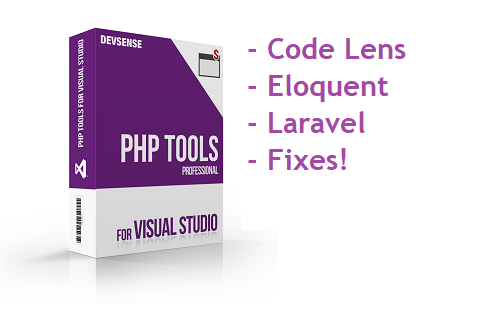 DEVSENSE
PHP TOOLS FOR VISUAL STUDIO
S
PHP TOOLS
PROFESSIONAL
FOR VISUAL STUDIO
- Code Lens
- Eloquent
- Laravel
- Fixes!